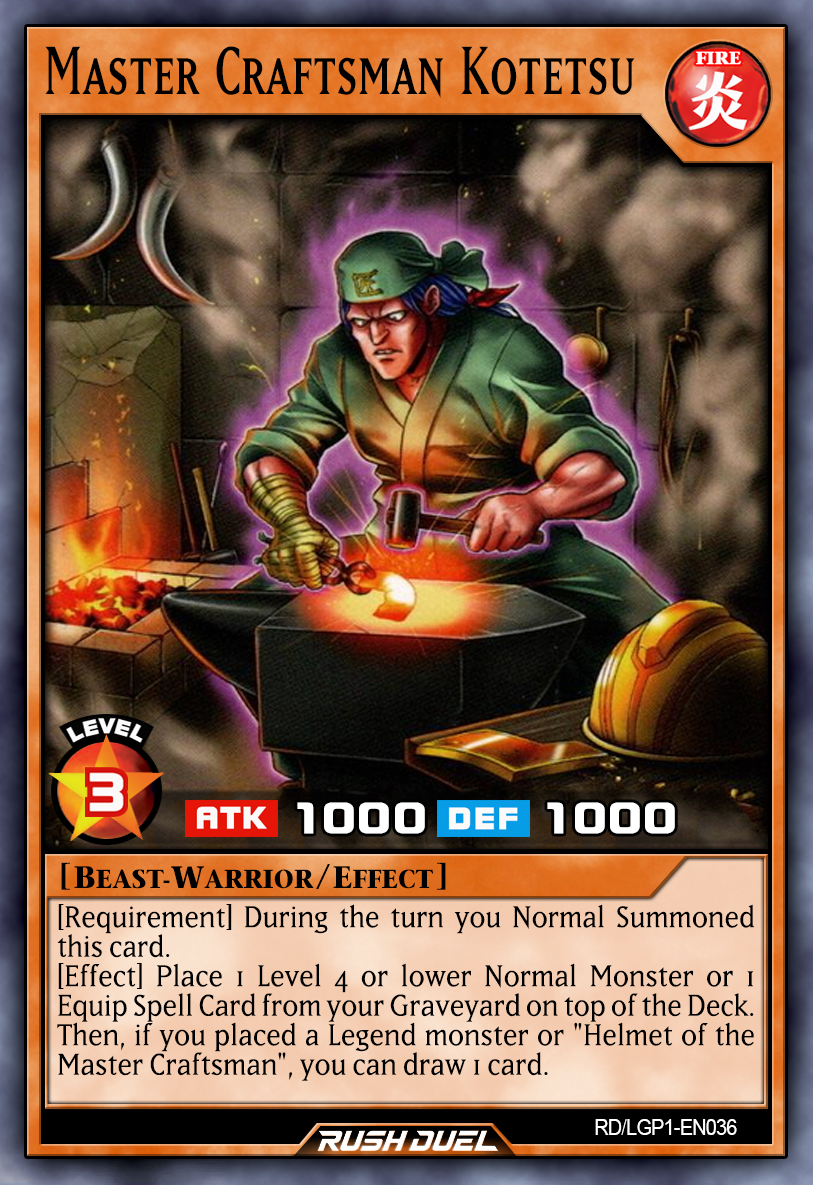 Master Craftsman Kotetsu
FIRE
炎
LEVEL
3
ATK 1000 DEF 1000
[Beast-Warrior/Effect]
[Requirement] During the turn you Normal Summoned
this card.
[Effect] Place 1 Level 4 or lower Normal Monster or 1
Equip Spell Card from your Graveyard on top of the Deck.
Then, if you placed a Legend monster or "Helmet of the
Master Craftsman", you can draw 1 card.
RUSH DUEL
RD/LGP1-EN036